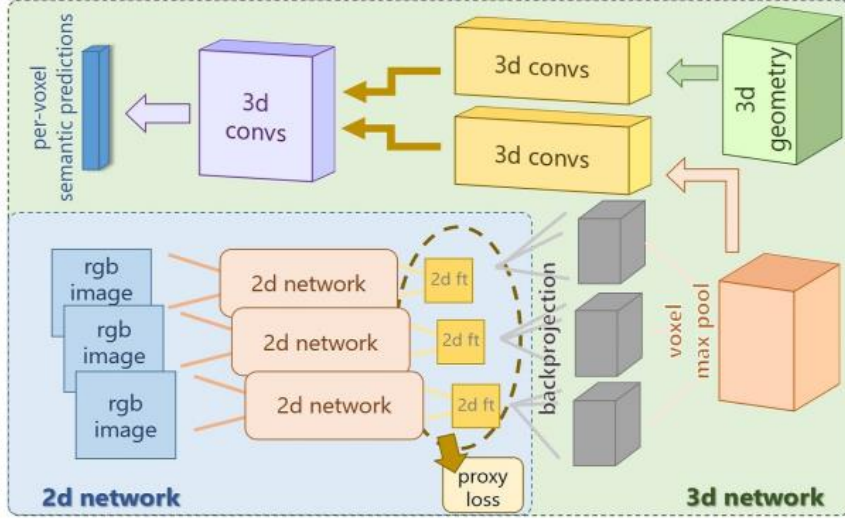 per-voxel
semantic predictions
3d
convs
3d convs
3d convs
3d
geometry
rgb
image
rgb
image
rgb
image
2d network
2d network
2d network
2d ft
2d ft
2d ft
backprojection
voxel
max pool
proxy
loss
2d network
3d network